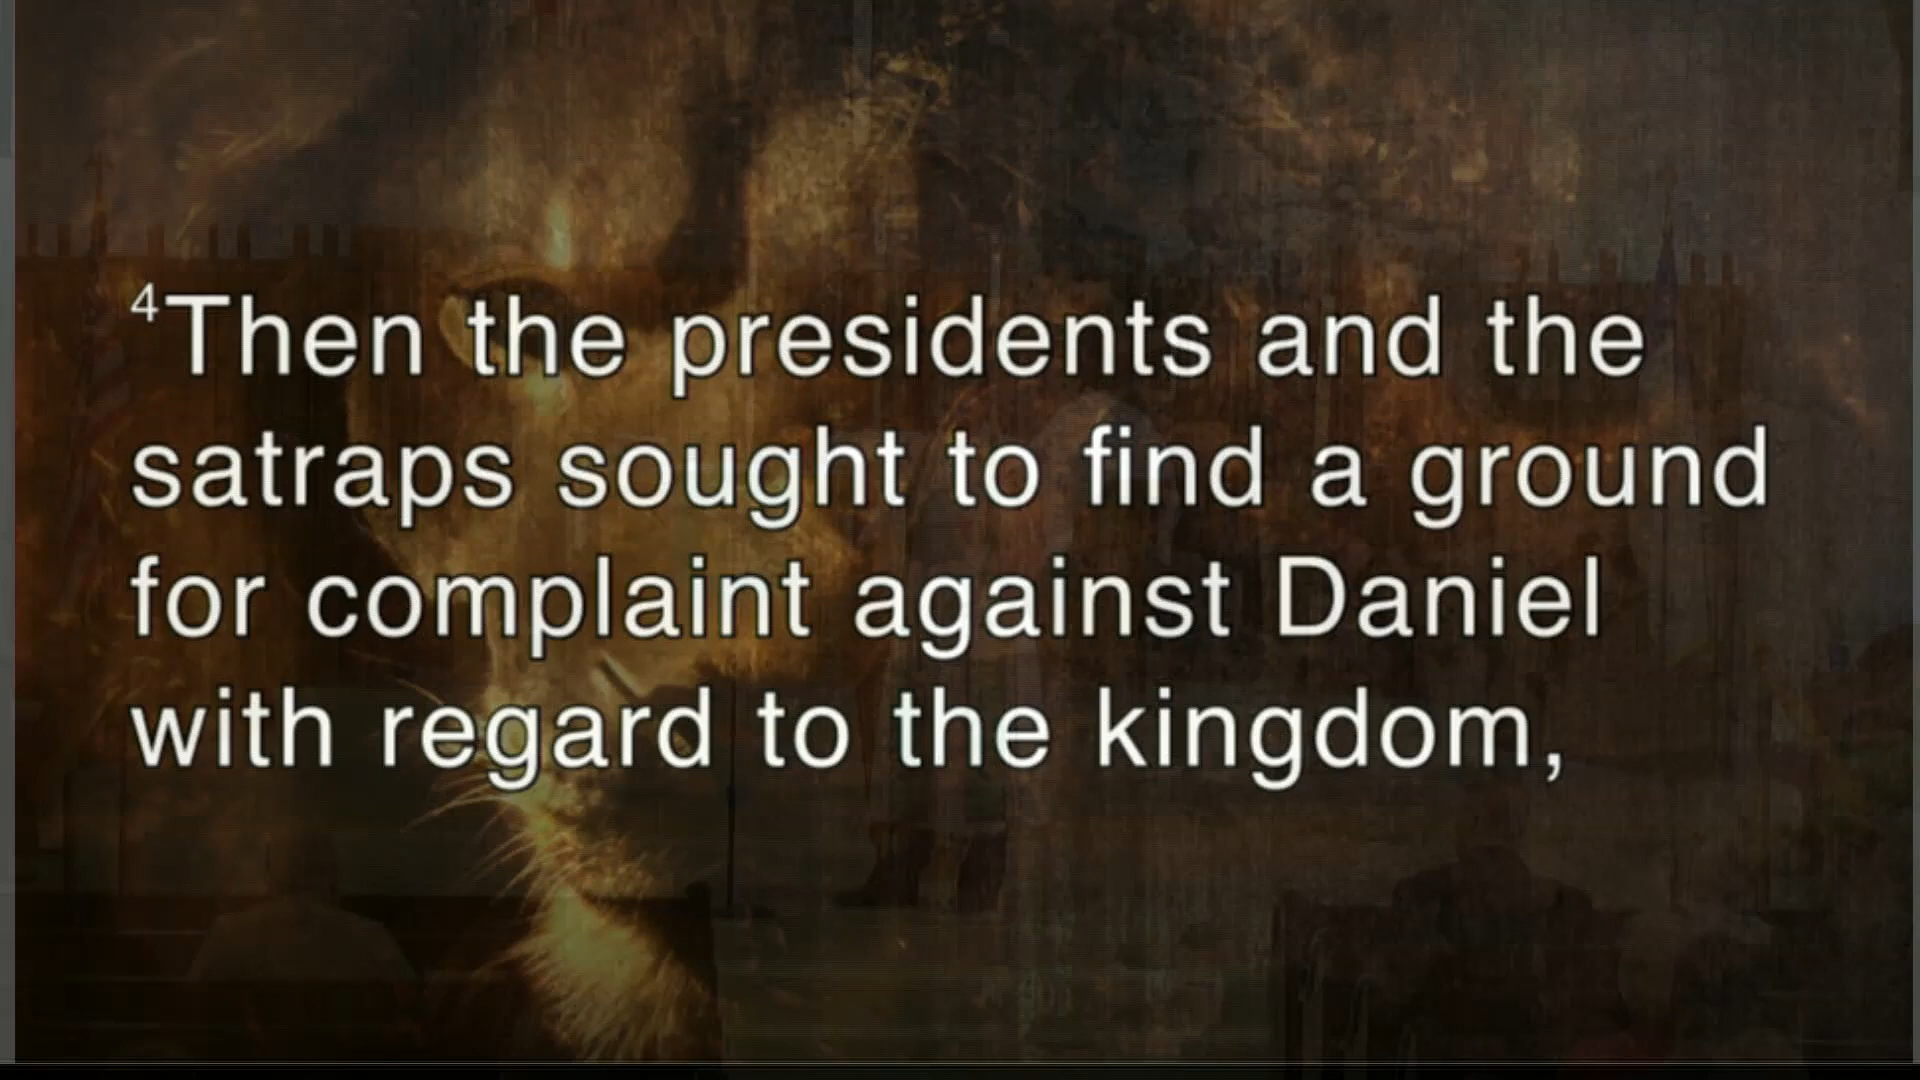 4Then the presidents and the
satraps sought to find a ground
for complaint against Daniel
with regard to the kingdom,